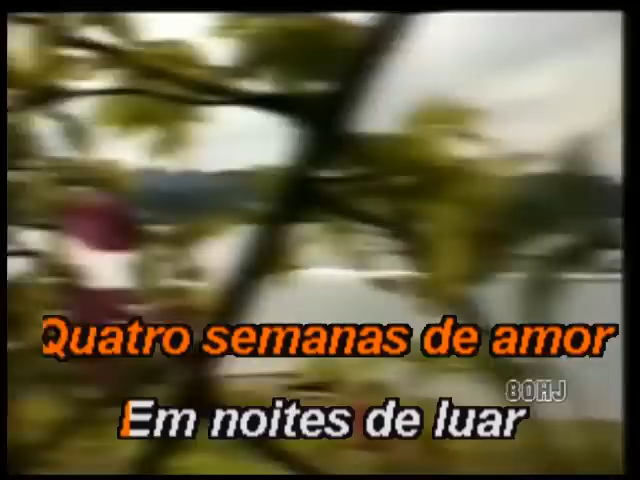 Quatro semanas de amor
80HJ
Em noites de luar